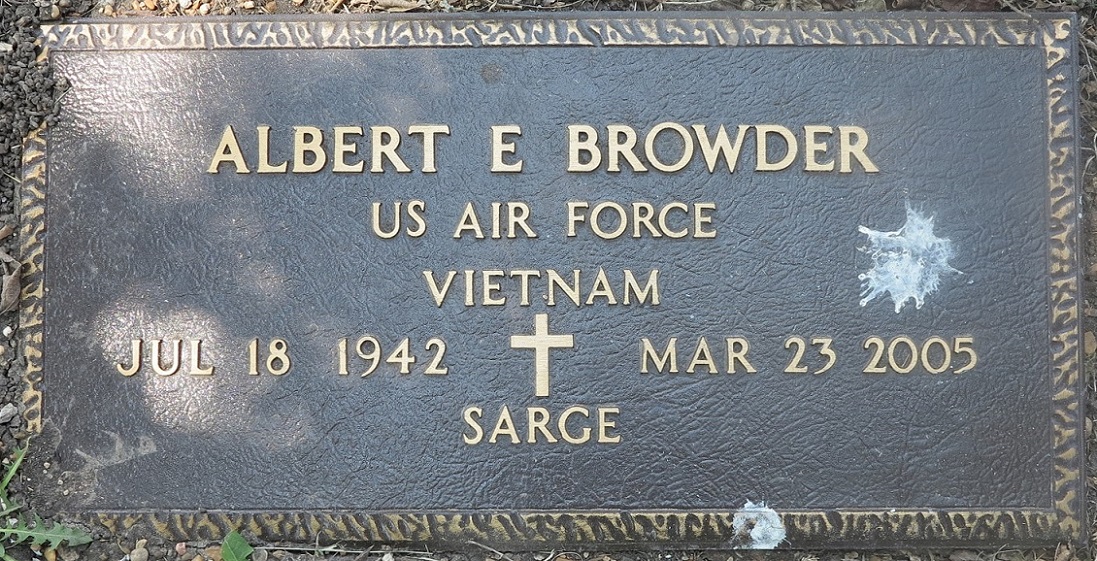 ALBERT E BROWDER
US AIR FORCE
VIETNAM
JUL 18 1942 MAR 23 2005
SARGE